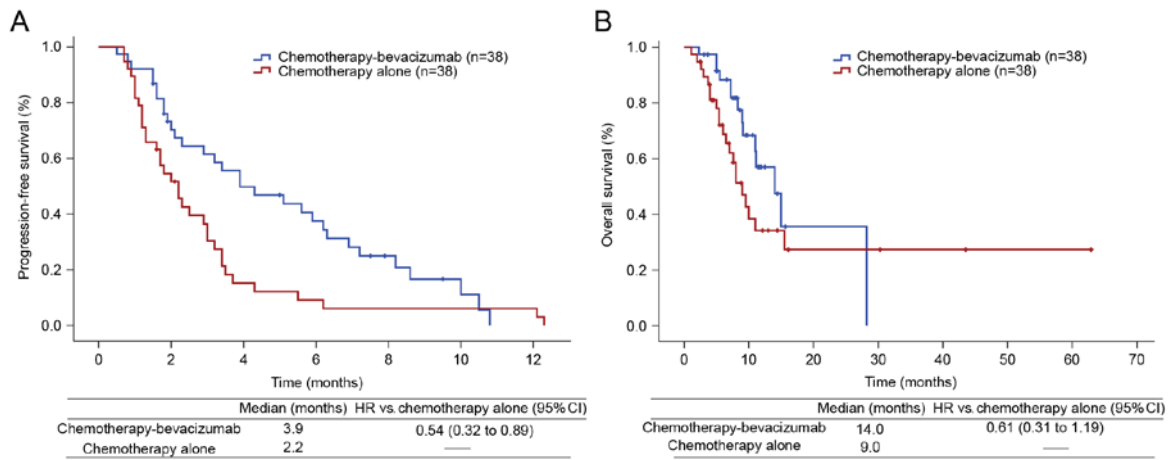 A
Chemotherapy-bevacizumab (n=38)
Chemotherapy alone (n=38)
Progression-free survival (%)
1.0
0.8
0.6
0.4
0.2
0.0
0 2 4 6 8 10 12
Time (months)
Median (months) HR vs. chemotherapy alone (95% CI)
Chemotherapy-bevacizumab 3.9 0.54 (0.32 to 0.89)
Chemotherapy alone 2.2 —
B
Chemotherapy-bevacizumab (n=38)
Chemotherapy alone (n=38)
Overall survival (%)
1.0
0.8
0.6
0.4
0.2
0.0
0 10 20 30 40 50 60 70
Time (months)
Median (months) HR vs. chemotherapy alone (95% CI)
Chemotherapy-bevacizumab 14.0 0.61 (0.31 to 1.19)
Chemotherapy alone 9.0 —